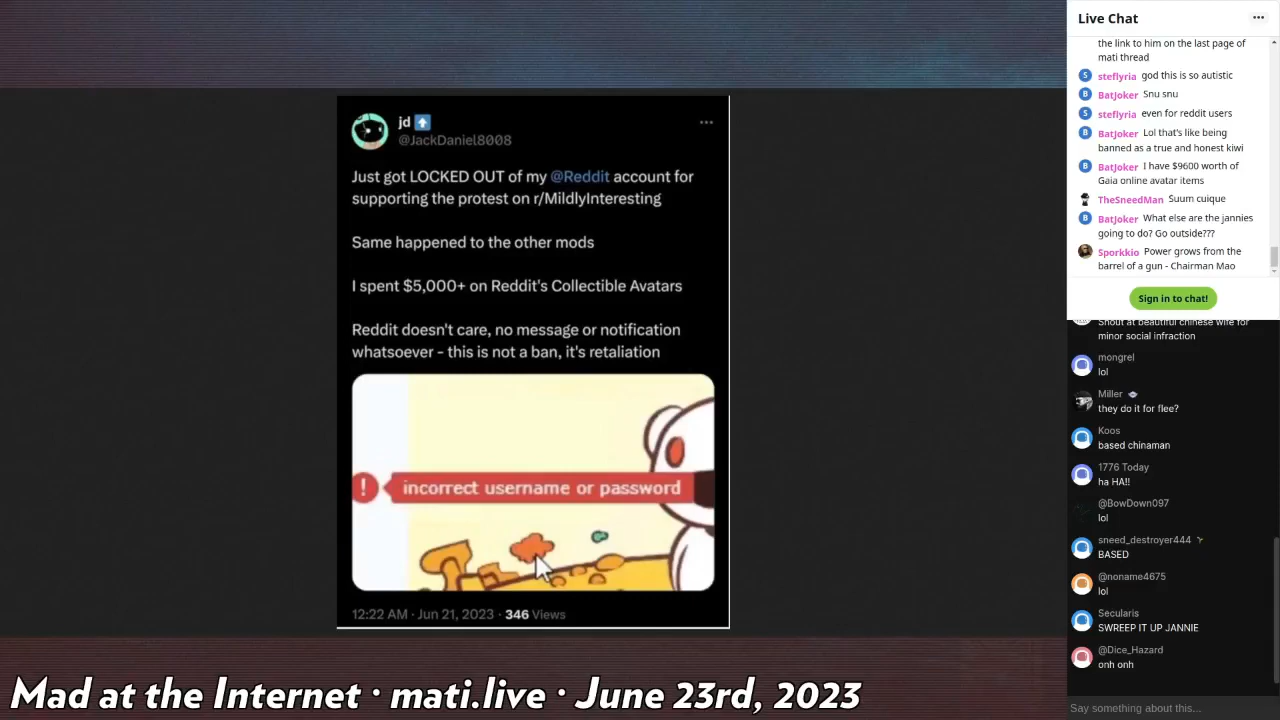 jd
@JackDaniel8008
Just got LOCKED OUT of my @Reddit account for
supporting the protest on r/MildlyInteresting
Same happened to the other mods
I spent $5,000+ on Reddit's Collectible Avatars
Reddit doesn't care, no message or notification
whatsoever - this is not a ban, it's retaliation
! incorrect username or password
12:22 AM · Jun 21, 2023 · 346 Views
Mad at the Internet · mati.live · June 23rd, 2023
Live Chat
the link to him on the last page of
mati thread
S steflyria god this is so autistic
B BatJoker Snu snu
S steflyria even for reddit users
B BatJoker Lol that's like being
banned as a true and honest kiwi
B BatJoker I have $9600 worth of
Gaia online avatar items
TheSneedMan Suum cuique
B BatJoker What else are the jannies
going to do? Go outside???
Sporkkio Power grows from the
barrel of a gun - Chairman Mao
Sign in to chat!
Shout at beautiful chinese wife for
minor social infraction
mongrel
lol
Miller
they do it for flee?
Koos
based chinaman
1776 Today
ha HA!!
@BowDown097
lol
sneed_destroyer444
BASED
@noname4675
lol
Secularis
SWREEP IT UP JANNIE
@Dice_Hazard
onh onh
Say something about this...